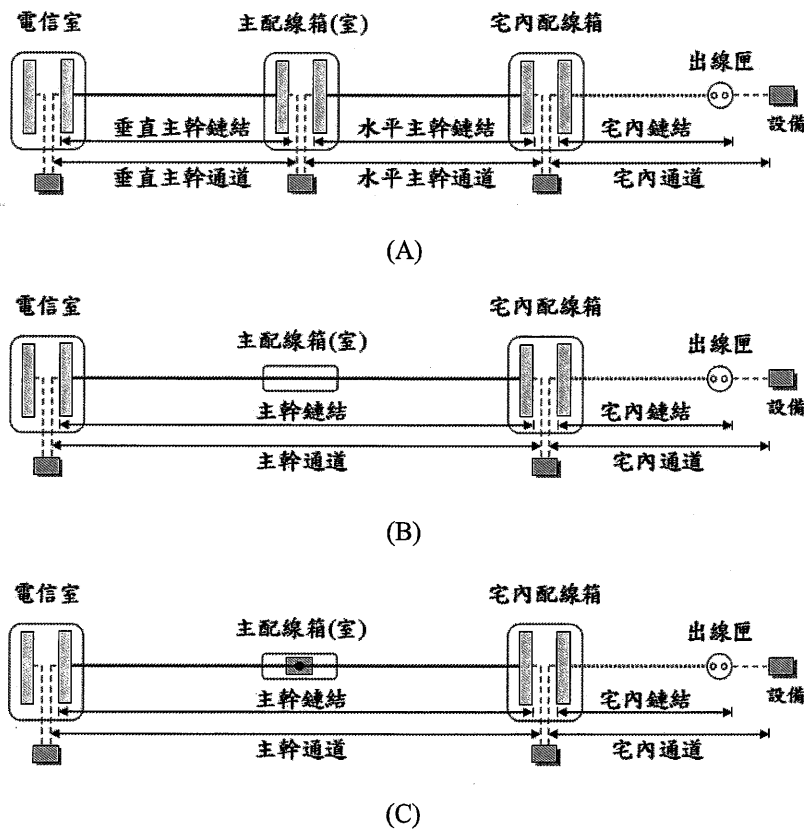 電信室 主配線箱(室) 宅內配線箱
出線匣
設備
垂直主幹鏈結 水平主幹鏈結 宅內鏈結
垂直主幹通道 水平主幹通道 宅內通道
(A)
電信室 宅內配線箱
主配線箱(室) 出線匣
設備
主幹鏈結 宅內鏈結
主幹通道 宅內通道
(B)
電信室 宅內配線箱
主配線箱(室) 出線匣
設備
主幹鏈結 宅內鏈結
主幹通道 宅內通道
(C)